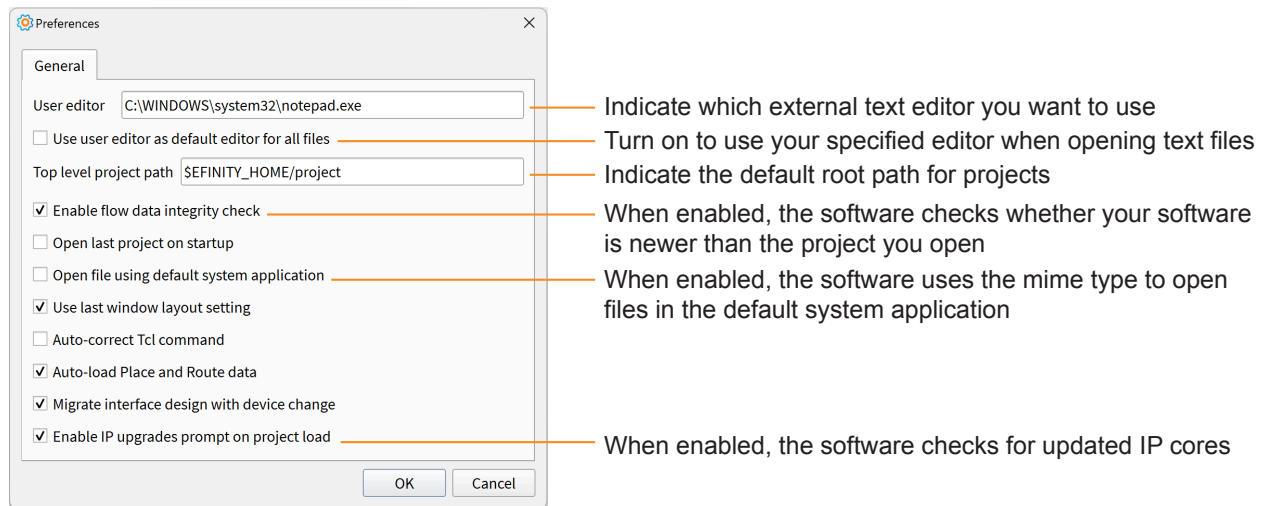 Preferences
General
User editor C:\WINDOWS\system32\notepad.exe
Indicate which external text editor you want to use
Use user editor as default editor for all files
Turn on to use your specified editor when opening text files
Top level project path $EFINITY_HOME/project
Indicate the default root path for projects
Enable flow data integrity check
When enabled, the software checks whether your software
is newer than the project you open
Open last project on startup
Open file using default system application
When enabled, the software uses the mime type to open
files in the default system application
Use last window layout setting
Auto-correct Tcl command
Auto-load Place and Route data
Migrate interface design with device change
Enable IP upgrades prompt on project load
When enabled, the software checks for updated IP cores
OK Cancel